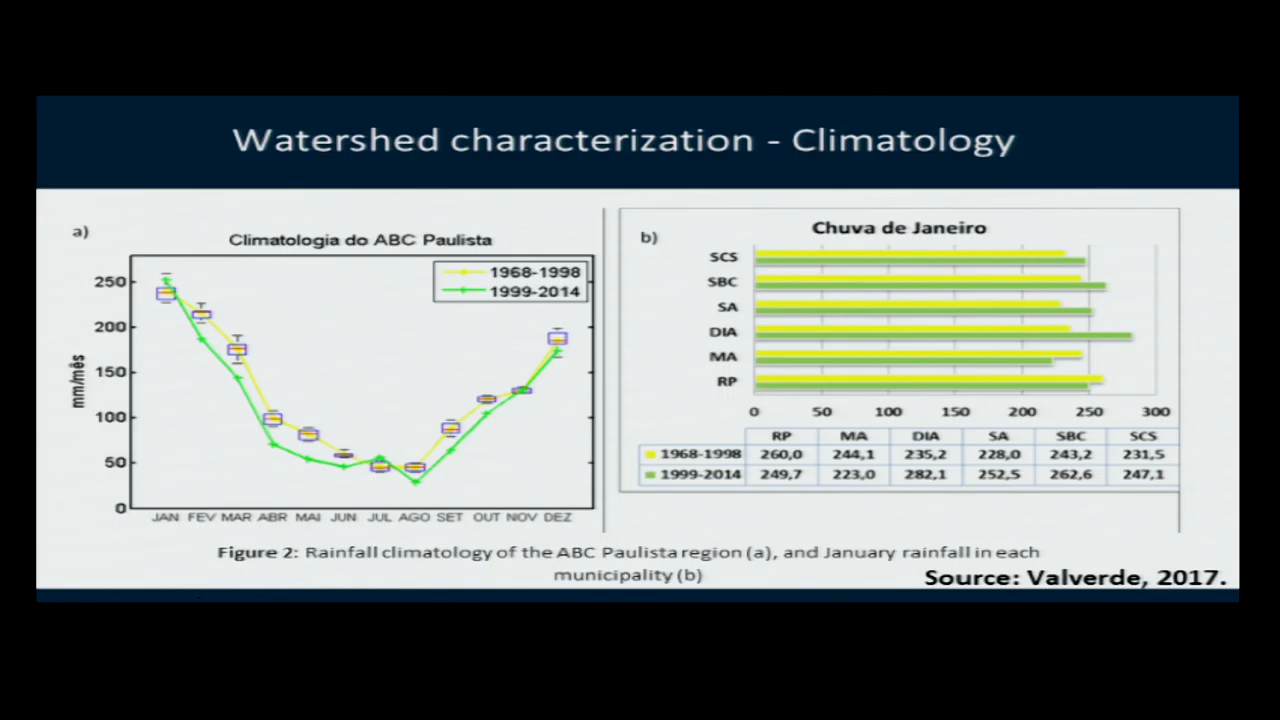 Watershed characterization - Climatology
a)
Climatologia do ABC Paulista
1968-1998
1999-2014
mm/mês
250
200
150
100
50
0
JAN FEV MAR ABR MAI JUN JUL AGO SET OUT NOV DEZ
b)
Chuva de Janeiro
SCS
SBC
SA
DIA
MA
RP
0 50 100 150 200 250 300
RP MA DIA SA SBC SCS
1968-1998 260,0 244,1 235,2 228,0 243,2 231,5
1999-2014 249,7 223,0 282,1 252,5 262,6 247,1
Figure 2: Rainfall climatology of the ABC Paulista region (a), and January rainfall in each
municipality (b)
Source: Valverde, 2017.